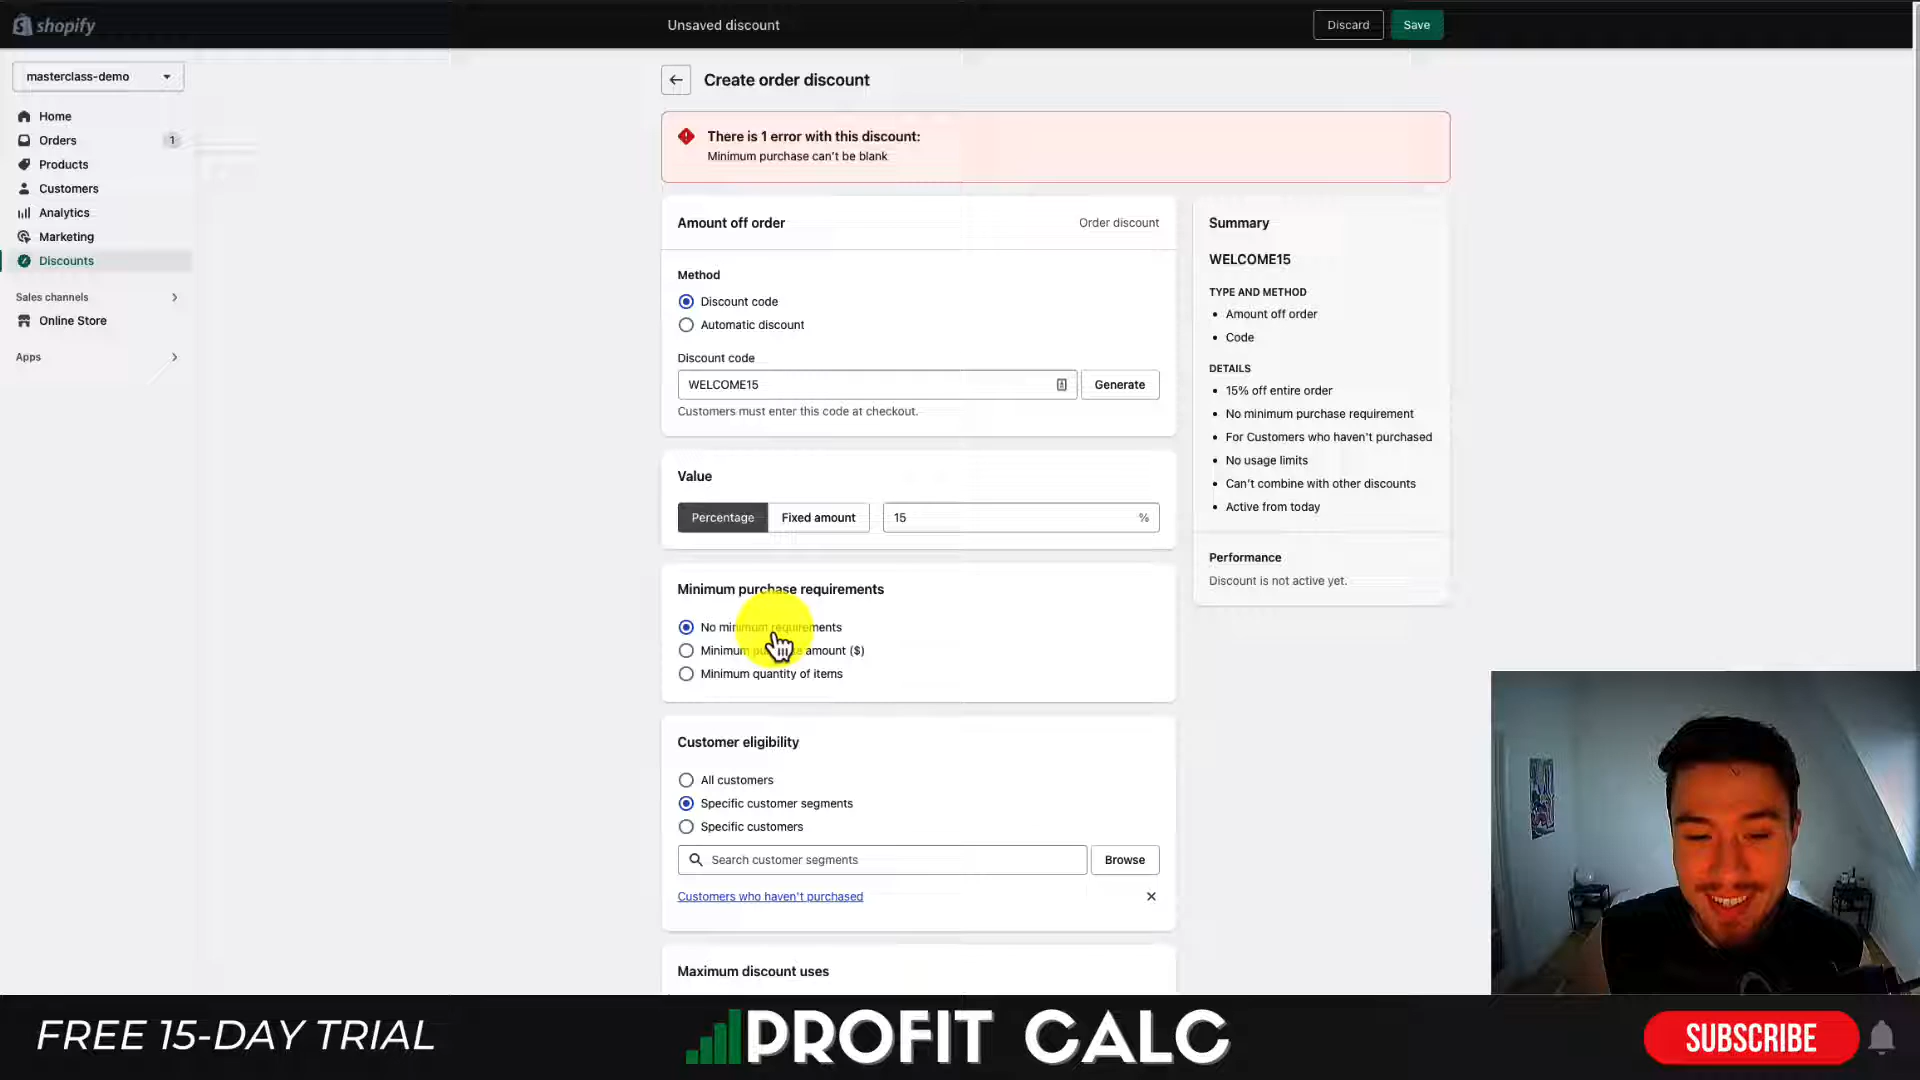 shopify
Unsaved discount
Discard
Save
masterclass-demo
Home
Orders
1
Products
Customers
Analytics
Marketing
Discounts
Sales channels
Online Store
Apps
Create order discount
There is 1 error with this discount:
Minimum purchase can't be blank
Amount off order
Order discount
Method
Discount code
Automatic discount
Discount code
WELCOME15
Generate
Customers must enter this code at checkout.
Value
Percentage
Fixed amount
15
%
Minimum purchase requirements
No minimum requirements
Minimum purchase amount ($)
Minimum quantity of items
Customer eligibility
All customers
Specific customer segments
Specific customers
Search customer segments
Browse
Customers who haven't purchased
Maximum discount uses
Summary
WELCOME15
TYPE AND METHOD
• Amount off order
• Code
DETAILS
• 15% off entire order
• No minimum purchase requirement
• For Customers who haven't purchased
• No usage limits
• Can't combine with other discounts
• Active from today
Performance
Discount is not active yet.
FREE 15-DAY TRIAL
PROFIT CALC
SUBSCRIBE